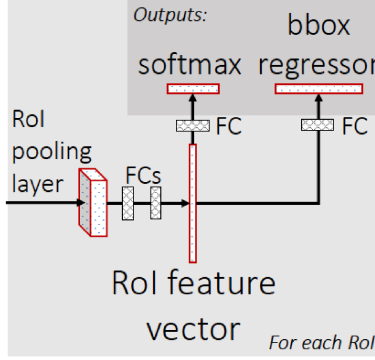 Outputs:
bbox
softmax regressor
FC
FC
RoI
pooling
layer
FCs
RoI feature
vector
For each RoI